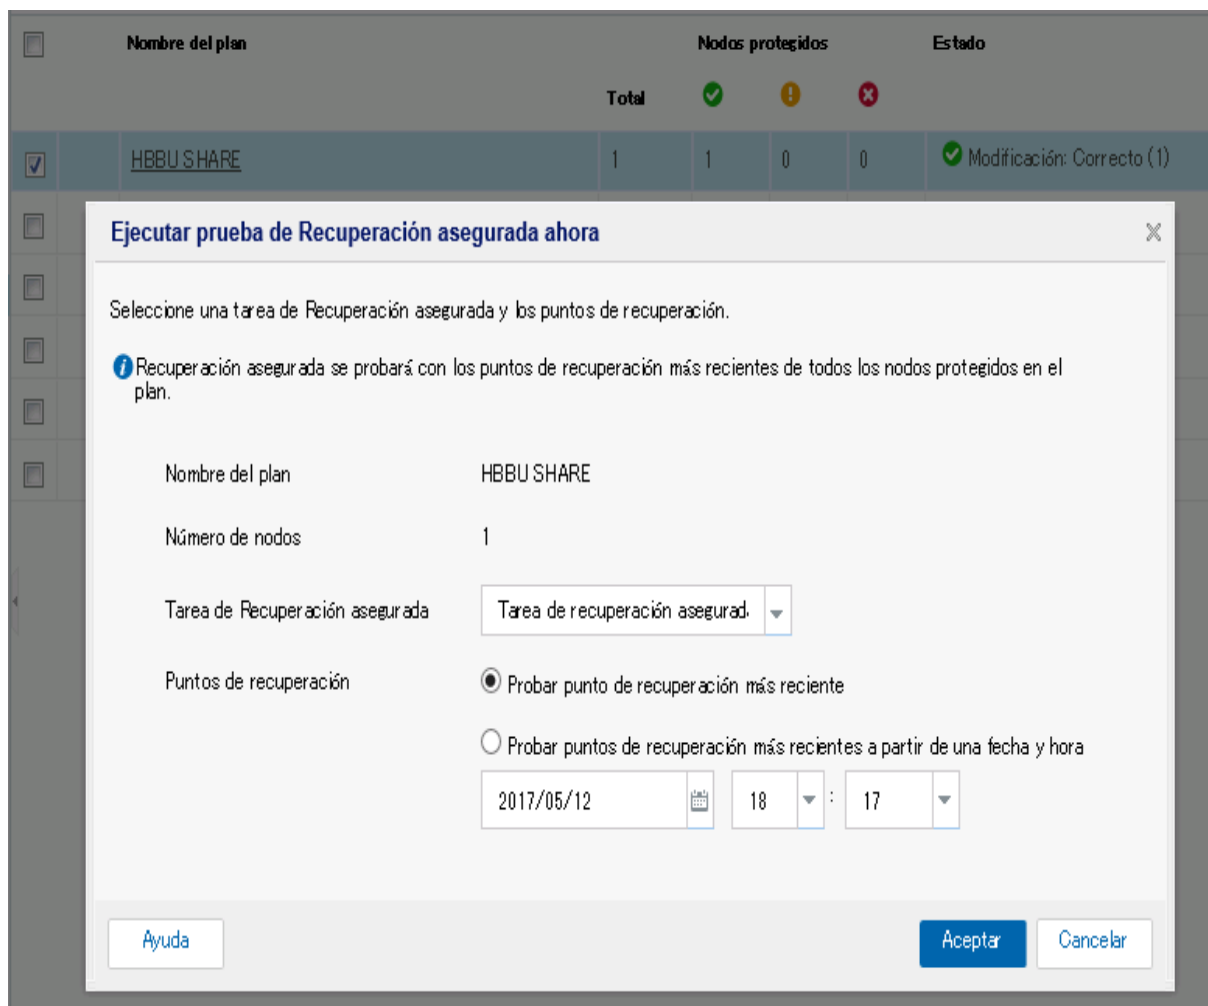 Nombre del plan Nodos protegidos Estado
Total
HBBU SHARE 1 1 0 0 Modificación: Correcto (1)
Ejecutar prueba de Recuperación asegurada ahora
Seleccione una tarea de Recuperación asegurada y los puntos de recuperación.
Recuperación asegurada se probará con los puntos de recuperación más recientes de todos los nodos protegidos en el
plan.
Nombre del plan HBBU SHARE
Número de nodos 1
Tarea de Recuperación asegurada Tarea de recuperación asegurad
Puntos de recuperación Probar punto de recuperación más reciente
Probar puntos de recuperación más recientes a partir de una fecha y hora
2017/05/12 18 : 17
Ayuda Aceptar Cancelar